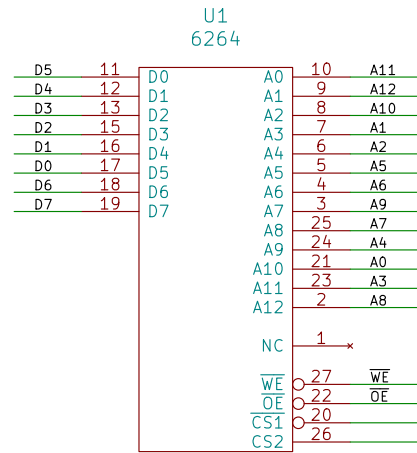 U1
6264
D5 11 D0 A0 10 A11
D4 12 D1 A1 9 A12
D3 13 D2 A2 8 A10
D2 15 D3 A3 7 A1
D1 16 D4 A4 6 A2
D0 17 D5 A5 5 A5
D6 18 D6 A6 4 A6
D7 19 D7 A7 3 A9
A8 25 A7
A9 24 A4
A10 21 A0
A11 23 A3
A12 2 A8
NC 1
WE 27 WE
OE 22 OE
CS1 20
CS2 26